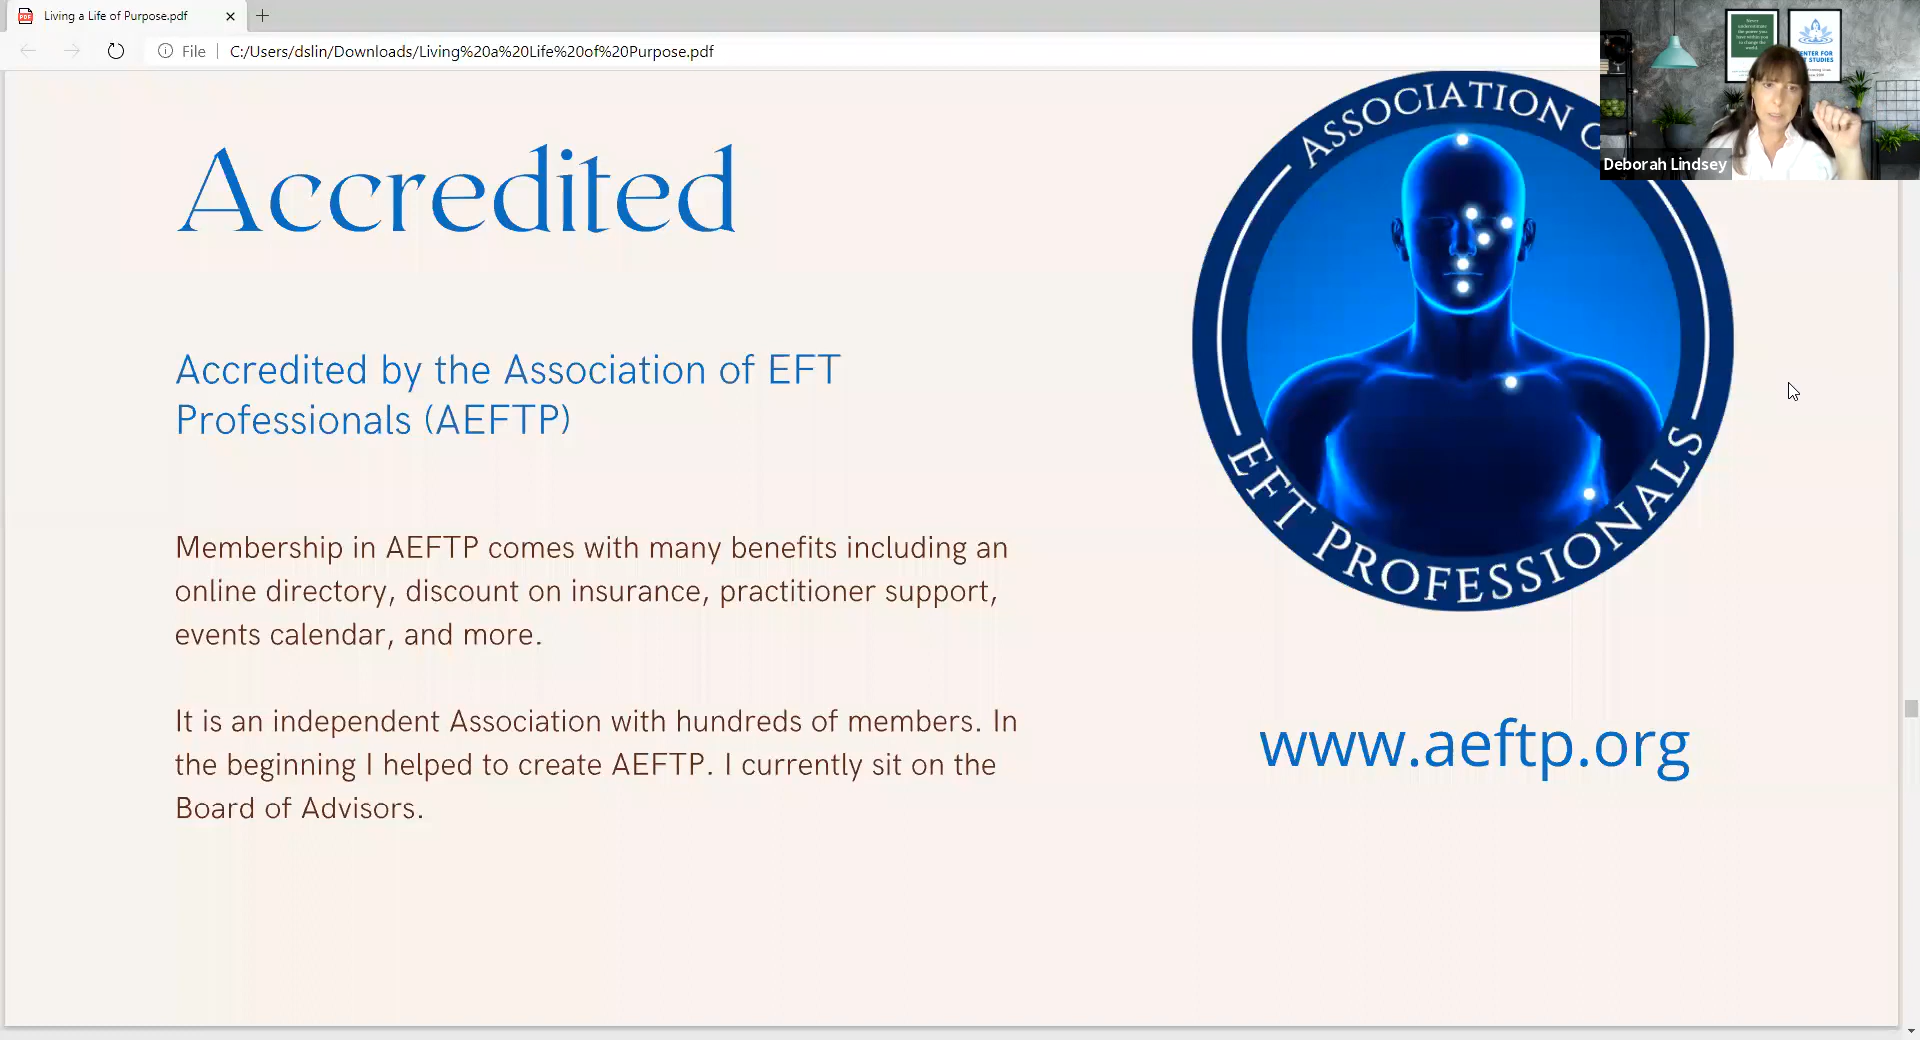 Living a Life of Purpose.pdf
File
C:/Users/dslin/Downloads/Living%20a%20Life%20of%20Purpose.pdf
Deborah Lindsey
Accredited
ASSOCIATION
EFT PROFESSIONALS
Accredited by the Association of EFT
Professionals (AEFTP)
Membership in AEFTP comes with many benefits including an
online directory, discount on insurance, practitioner support,
events calendar, and more.
It is an independent Association with hundreds of members. In
the beginning I helped to create AEFTP. I currently sit on the
Board of Advisors.
www.aeftp.org